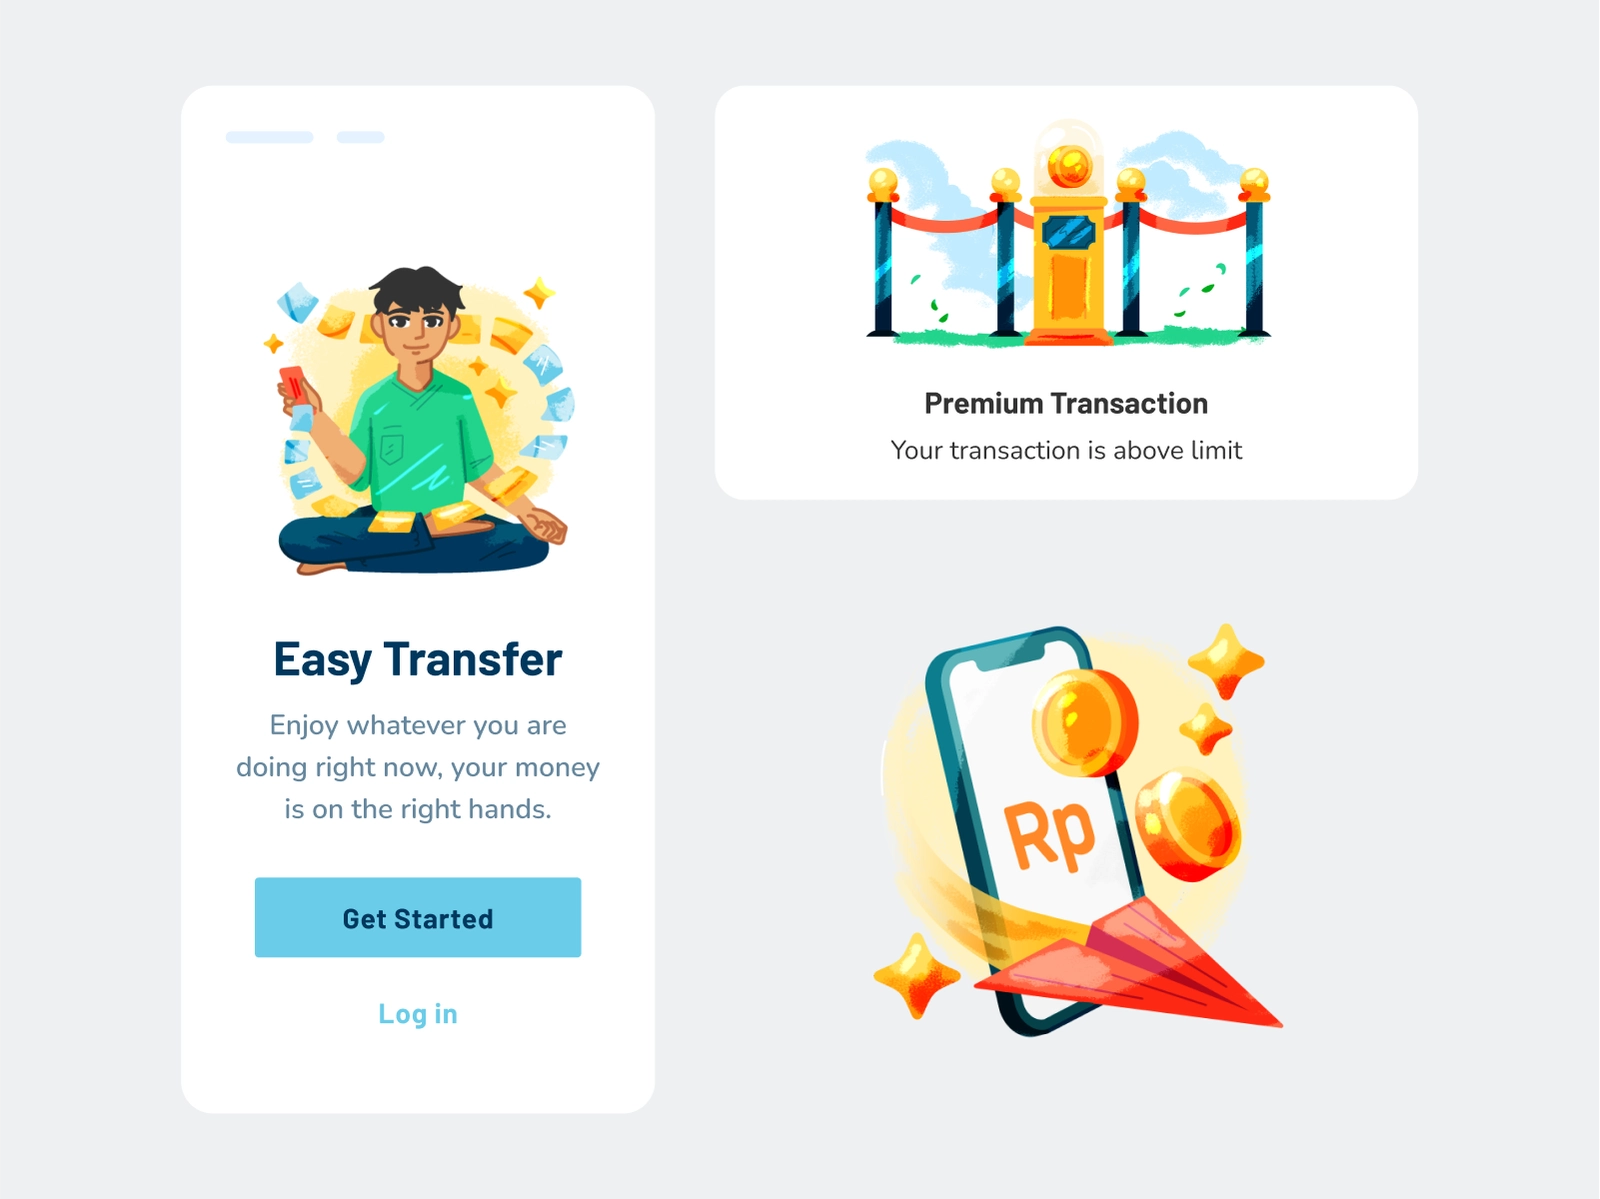 Easy Transfer
Enjoy whatever you are
doing right now, your money
is on the right hands.
Get Started
Log in
Premium Transaction
Your transaction is above limit
Rp